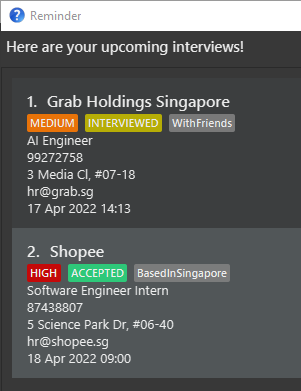 Reminder
Here are your upcoming interviews!
1. Grab Holdings Singapore
MEDIUM INTERVIEWED WithFriends
AI Engineer
99272758
3 Media Cl, #07-18
hr@grab.sg
17 Apr 2022 14:13
2. Shopee
HIGH ACCEPTED BasedInSingapore
Software Engineer Intern
87438807
5 Science Park Dr, #06-40
hr@shopee.sg
18 Apr 2022 09:00